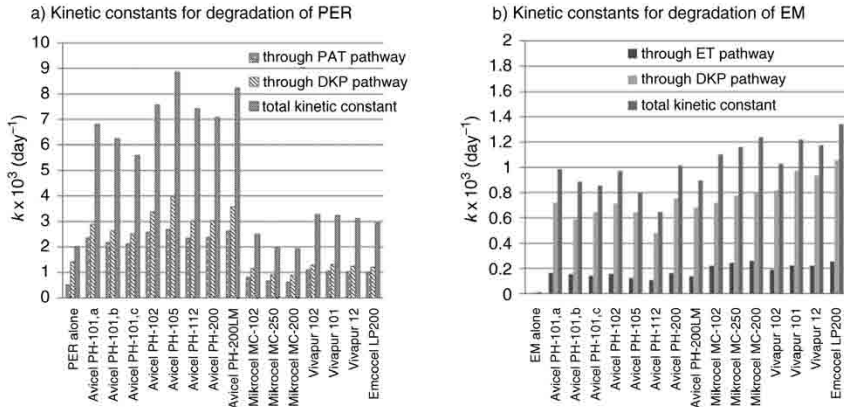 a) Kinetic constants for degradation of PER
10
9
8
7
6
5
4
3
2
1
0
k x 10³ (day⁻¹)
through PAT pathway
through DKP pathway
total kinetic constant
PER alone
Avicel PH-101,a
Avicel PH-101,b
Avicel PH-101,c
Avicel PH-102
Avicel PH-105
Avicel PH-112
Avicel PH-200
Avicel PH-200LM
Mikrocel MC-102
Mikrocel MC-250
Mikrocel MC-200
Vivapur 102
Vivapur 101
Vivapur 12
Emcocel LP200
b) Kinetic constants for degradation of EM
2
1.8
1.6
1.4
1.2
1
0.8
0.6
0.4
0.2
0
k x 10³ (day⁻¹)
through ET pathway
through DKP pathway
total kinetic constant
EM alone
Avicel PH-101,a
Avicel PH-101,b
Avicel PH-101,c
Avicel PH-102
Avicel PH-105
Avicel PH-112
Avicel PH-200
Avicel PH-200LM
Mikrocel MC-102
Mikrocel MC-250
Mikrocel MC-200
Vivapur 102
Vivapur 101
Vivapur 12
Emcocel LP200